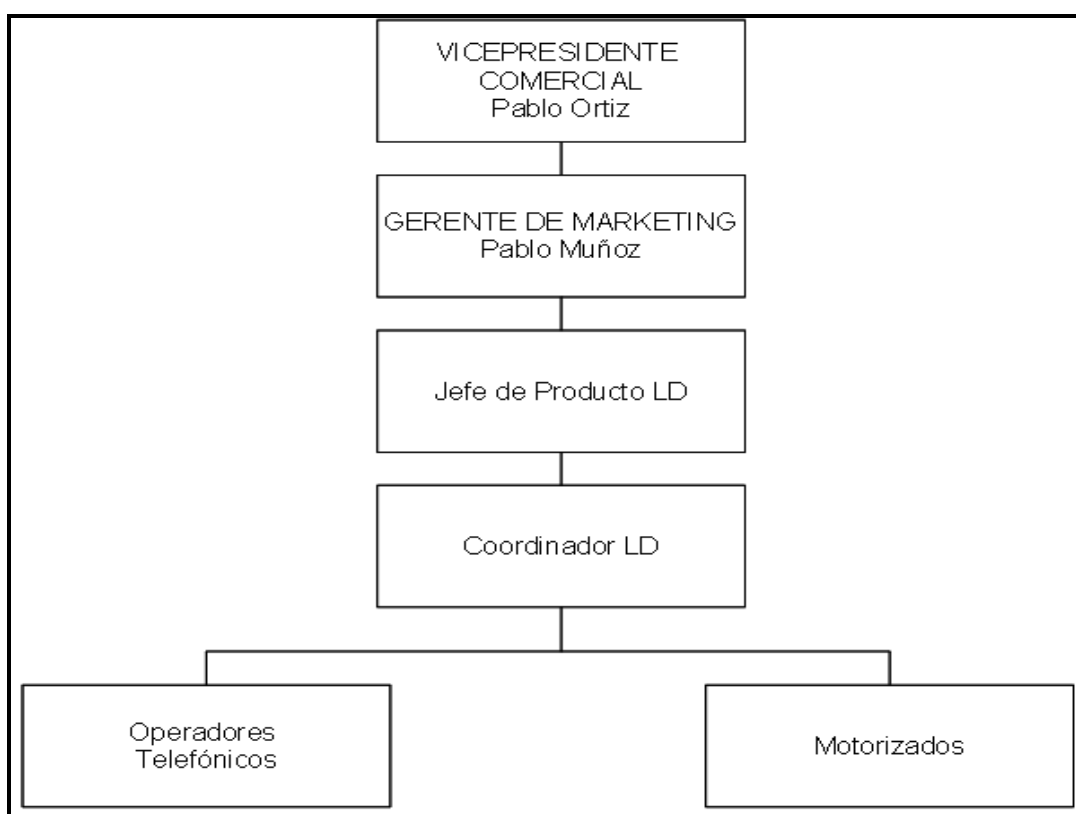 VICEPRESIDENTE
COMERCIAL
Pablo Ortiz
GERENTE DE MARKETING
Pablo Muñoz
Jefe de Producto LD
Coordinador LD
Operadores
Telefónicos
Motorizados